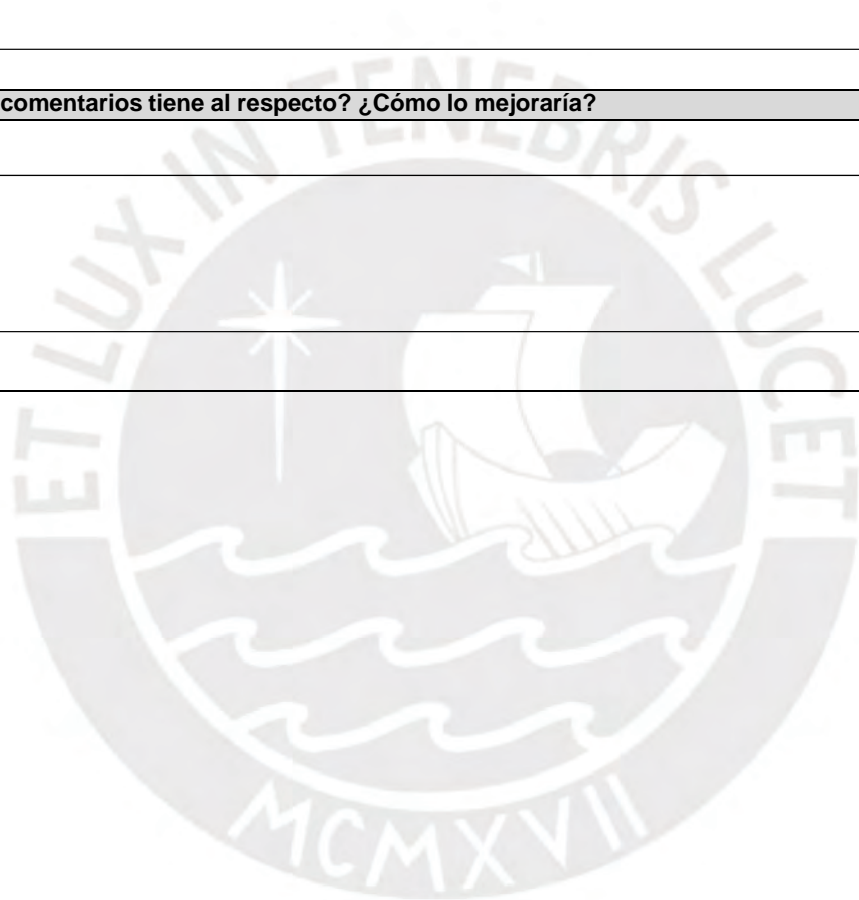 comentarios tiene al respecto? ¿Cómo lo mejoraría?
ET LUX IN TENEBRIS LUCET
MCMXVII